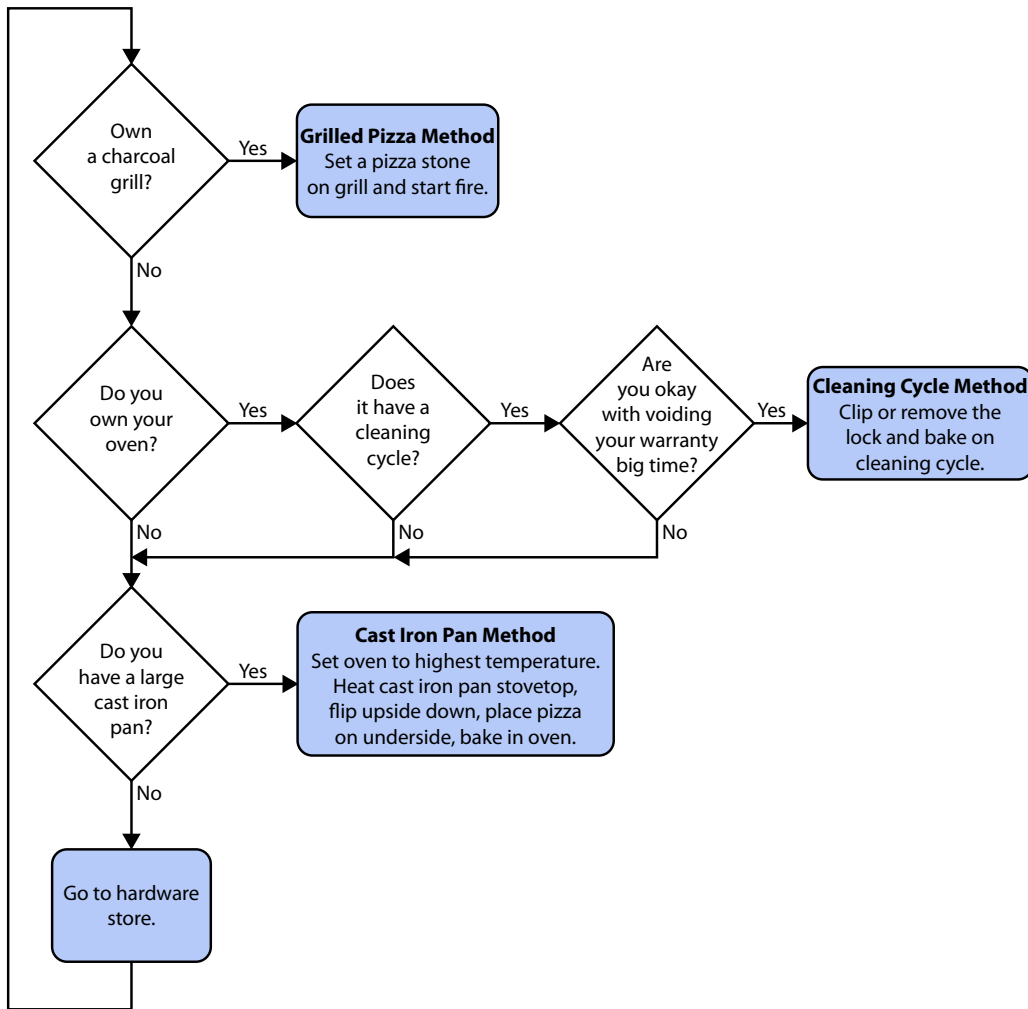 Own
a charcoal
grill?
Yes
Grilled Pizza Method
Set a pizza stone
on grill and start fire.
No
Do you
own your
oven?
Yes
Does
it have a
cleaning
cycle?
Yes
Are
you okay
with voiding
your warranty
big time?
Yes
Cleaning Cycle Method
Clip or remove the
lock and bake on
cleaning cycle.
No
No
No
Do you
have a large
cast iron
pan?
Yes
Cast Iron Pan Method
Set oven to highest temperature.
Heat cast iron pan stovetop,
flip upside down, place pizza
on underside, bake in oven.
No
Go to hardware
store.